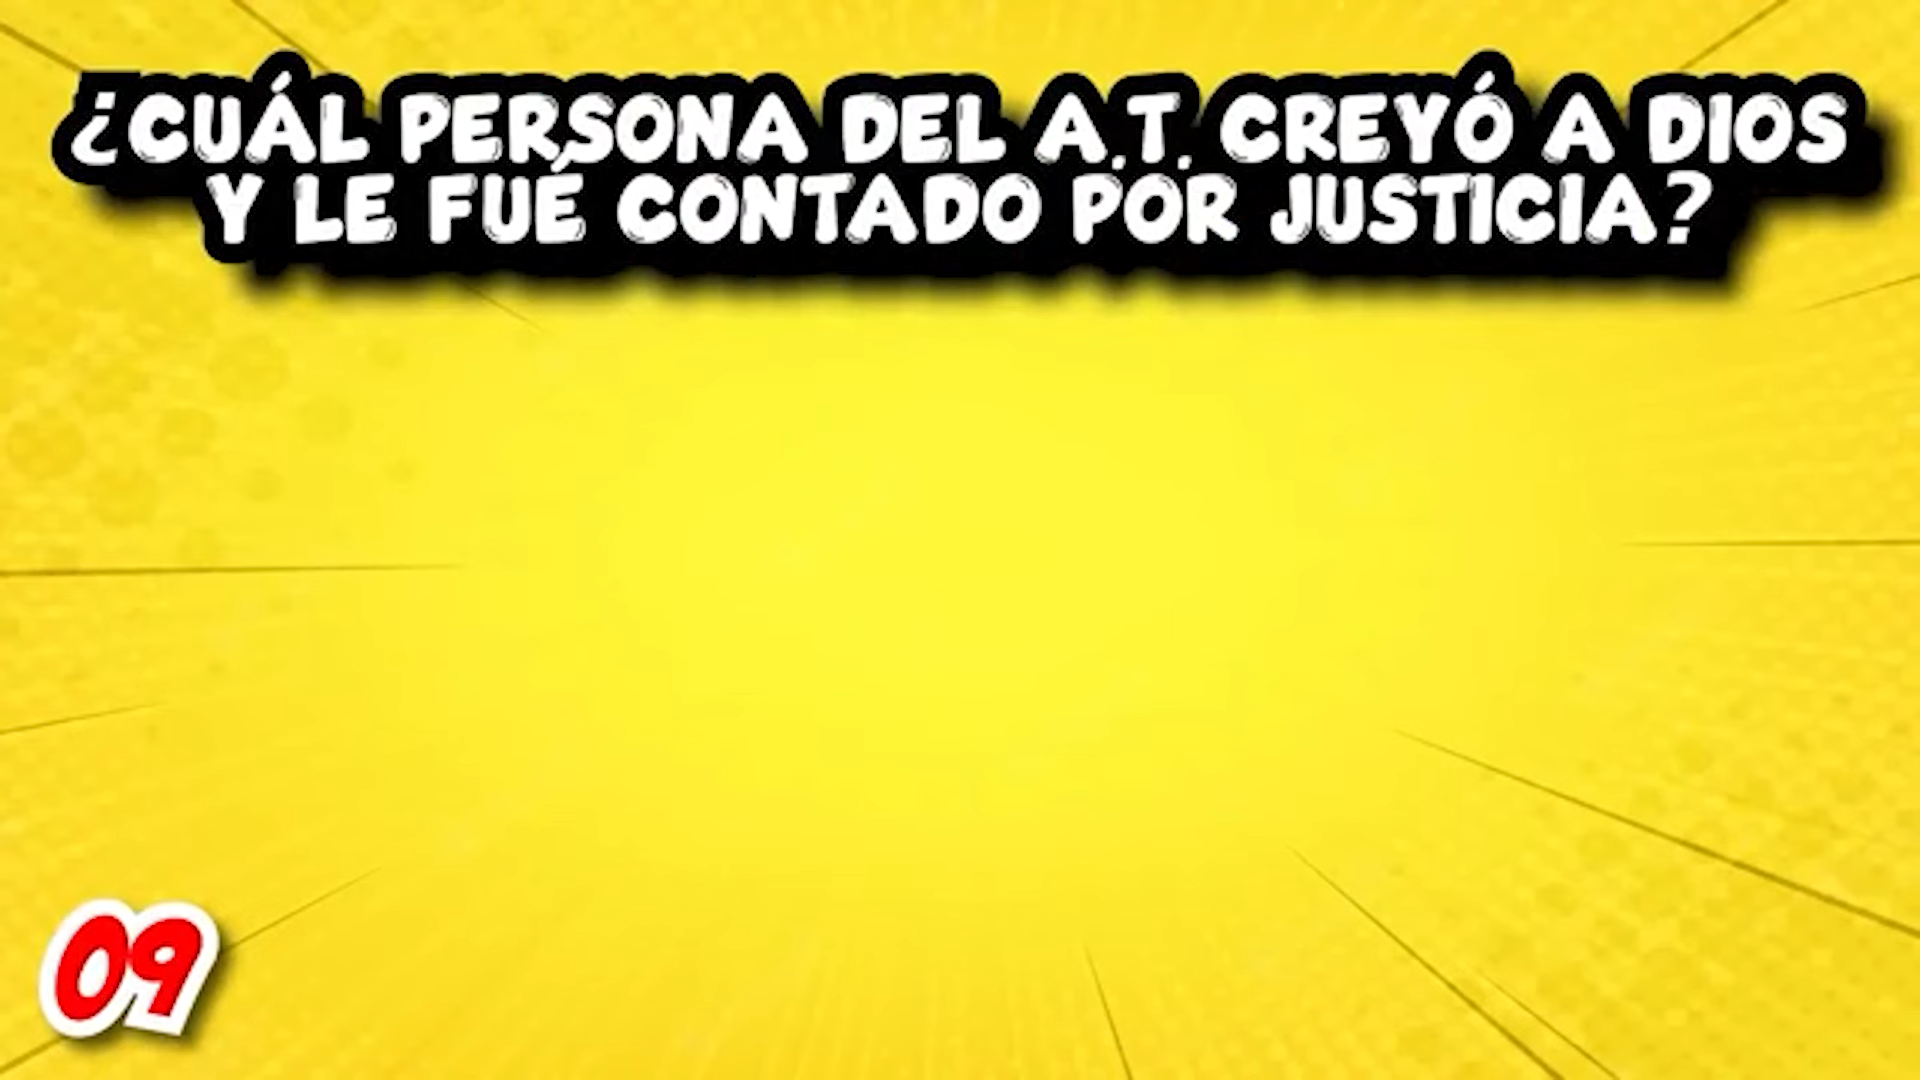 ¿CUÁL PERSONA DEL A.T. CREYÓ A DIOS
Y LE FUÉ CONTADO POR JUSTICIA?
09